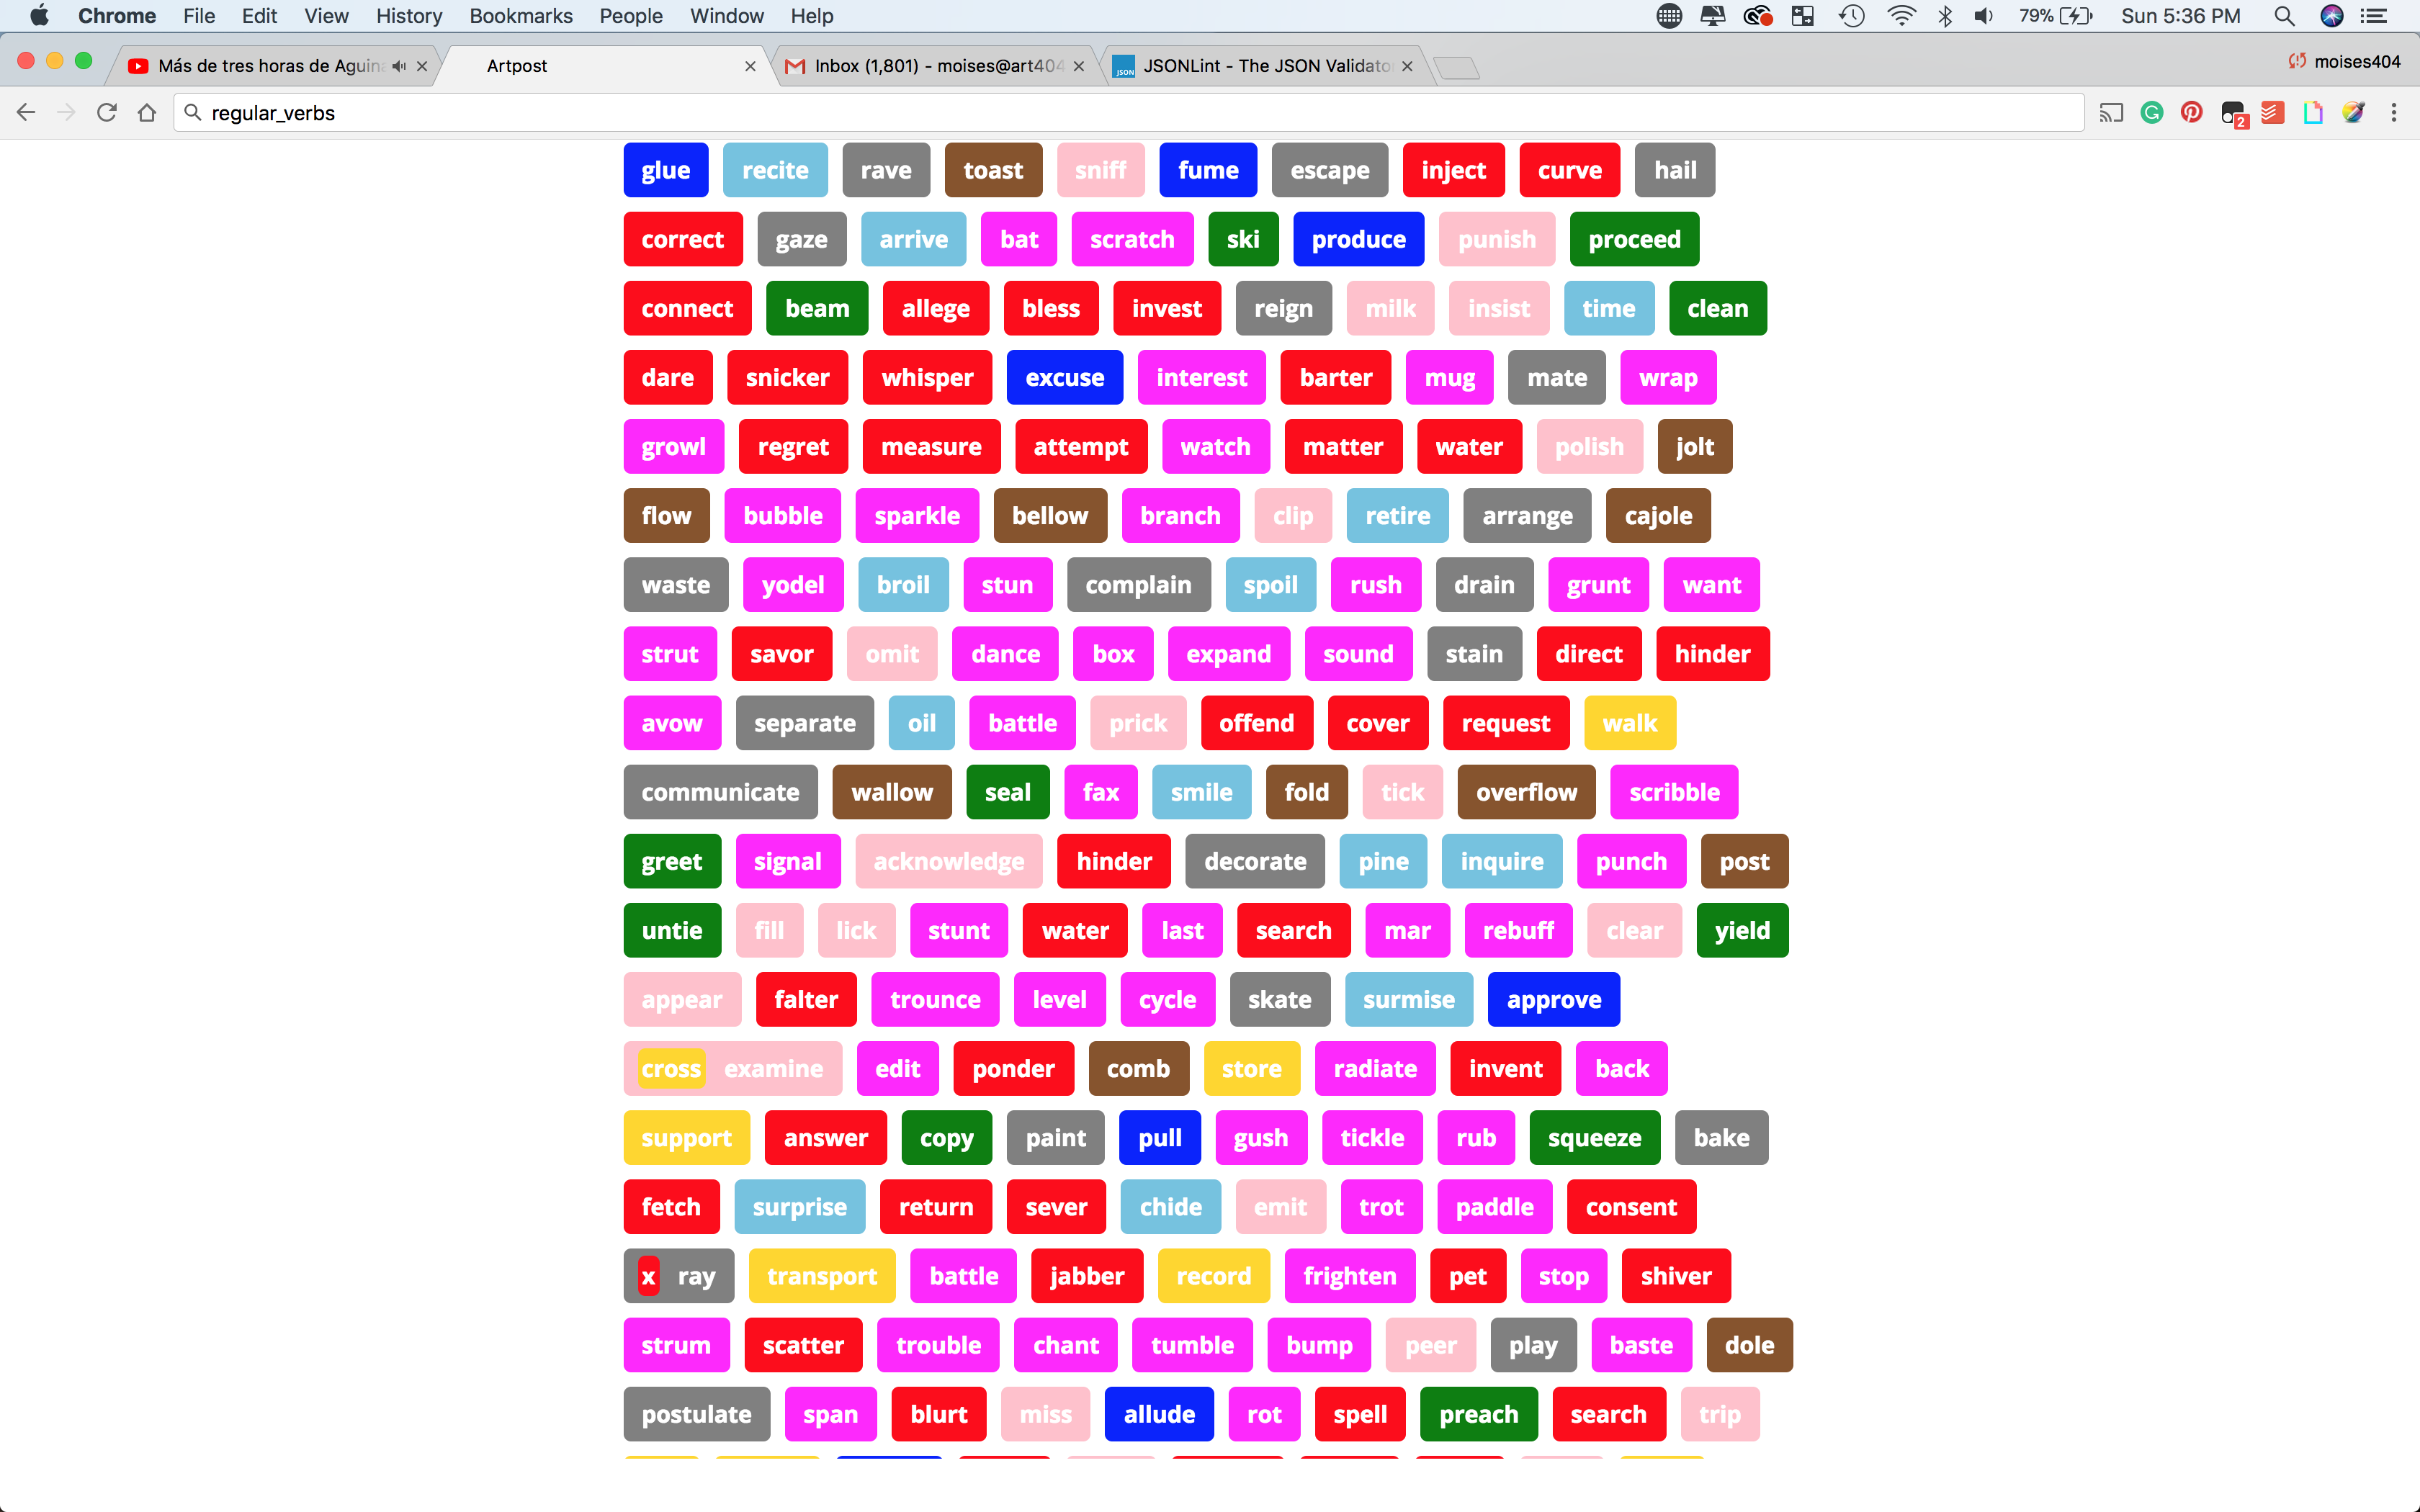 Chrome File Edit View History Bookmarks People Window Help 79% Sun 5:36 PM
Más de tres horas de Aguina Artpost Inbox (1,801) - moises@art404 JSON JSONLint - The JSON Validator moises404
regular_verbs 2
glue recite rave toast sniff fume escape inject curve hail
correct gaze arrive bat scratch ski produce punish proceed
connect beam allege bless invest reign milk insist time clean
dare snicker whisper excuse interest barter mug mate wrap
growl regret measure attempt watch matter water polish jolt
flow bubble sparkle bellow branch clip retire arrange cajole
waste yodel broil stun complain spoil rush drain grunt want
strut savor omit dance box expand sound stain direct hinder
avow separate oil battle prick offend cover request walk
communicate wallow seal fax smile fold tick overflow scribble
greet signal acknowledge hinder decorate pine inquire punch post
untie fill lick stunt water last search mar rebuff clear yield
appear falter trounce level cycle skate surmise approve
cross examine edit ponder comb store radiate invent back
support answer copy paint pull gush tickle rub squeeze bake
fetch surprise return sever chide emit trot paddle consent
x ray transport battle jabber record frighten pet stop shiver
strum scatter trouble chant tumble bump peer play baste dole
postulate span blurt miss allude rot spell preach search trip